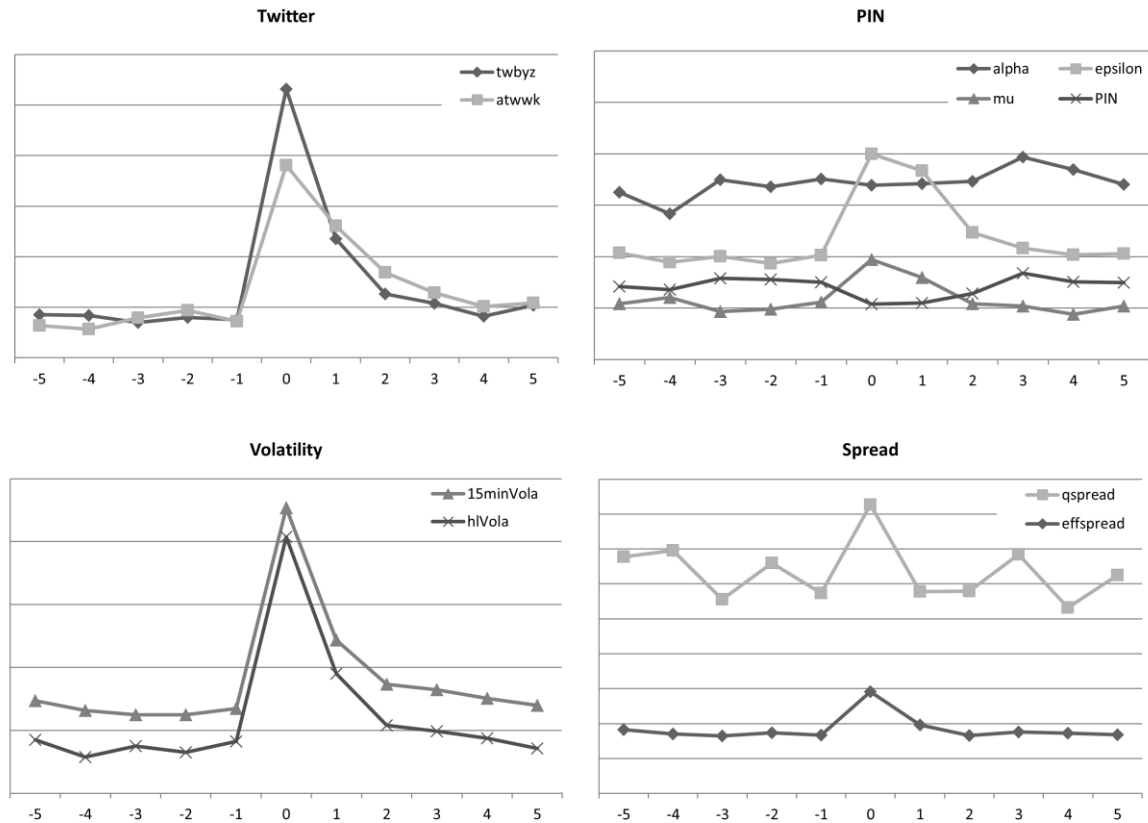 Twitter
twbyz
atwwk
-5 -4 -3 -2 -1 0 1 2 3 4 5
PIN
alpha epsilon
mu PIN
-5 -4 -3 -2 -1 0 1 2 3 4 5
Volatility
15minVola
hlVola
-5 -4 -3 -2 -1 0 1 2 3 4 5
Spread
qspread
effspread
-5 -4 -3 -2 -1 0 1 2 3 4 5